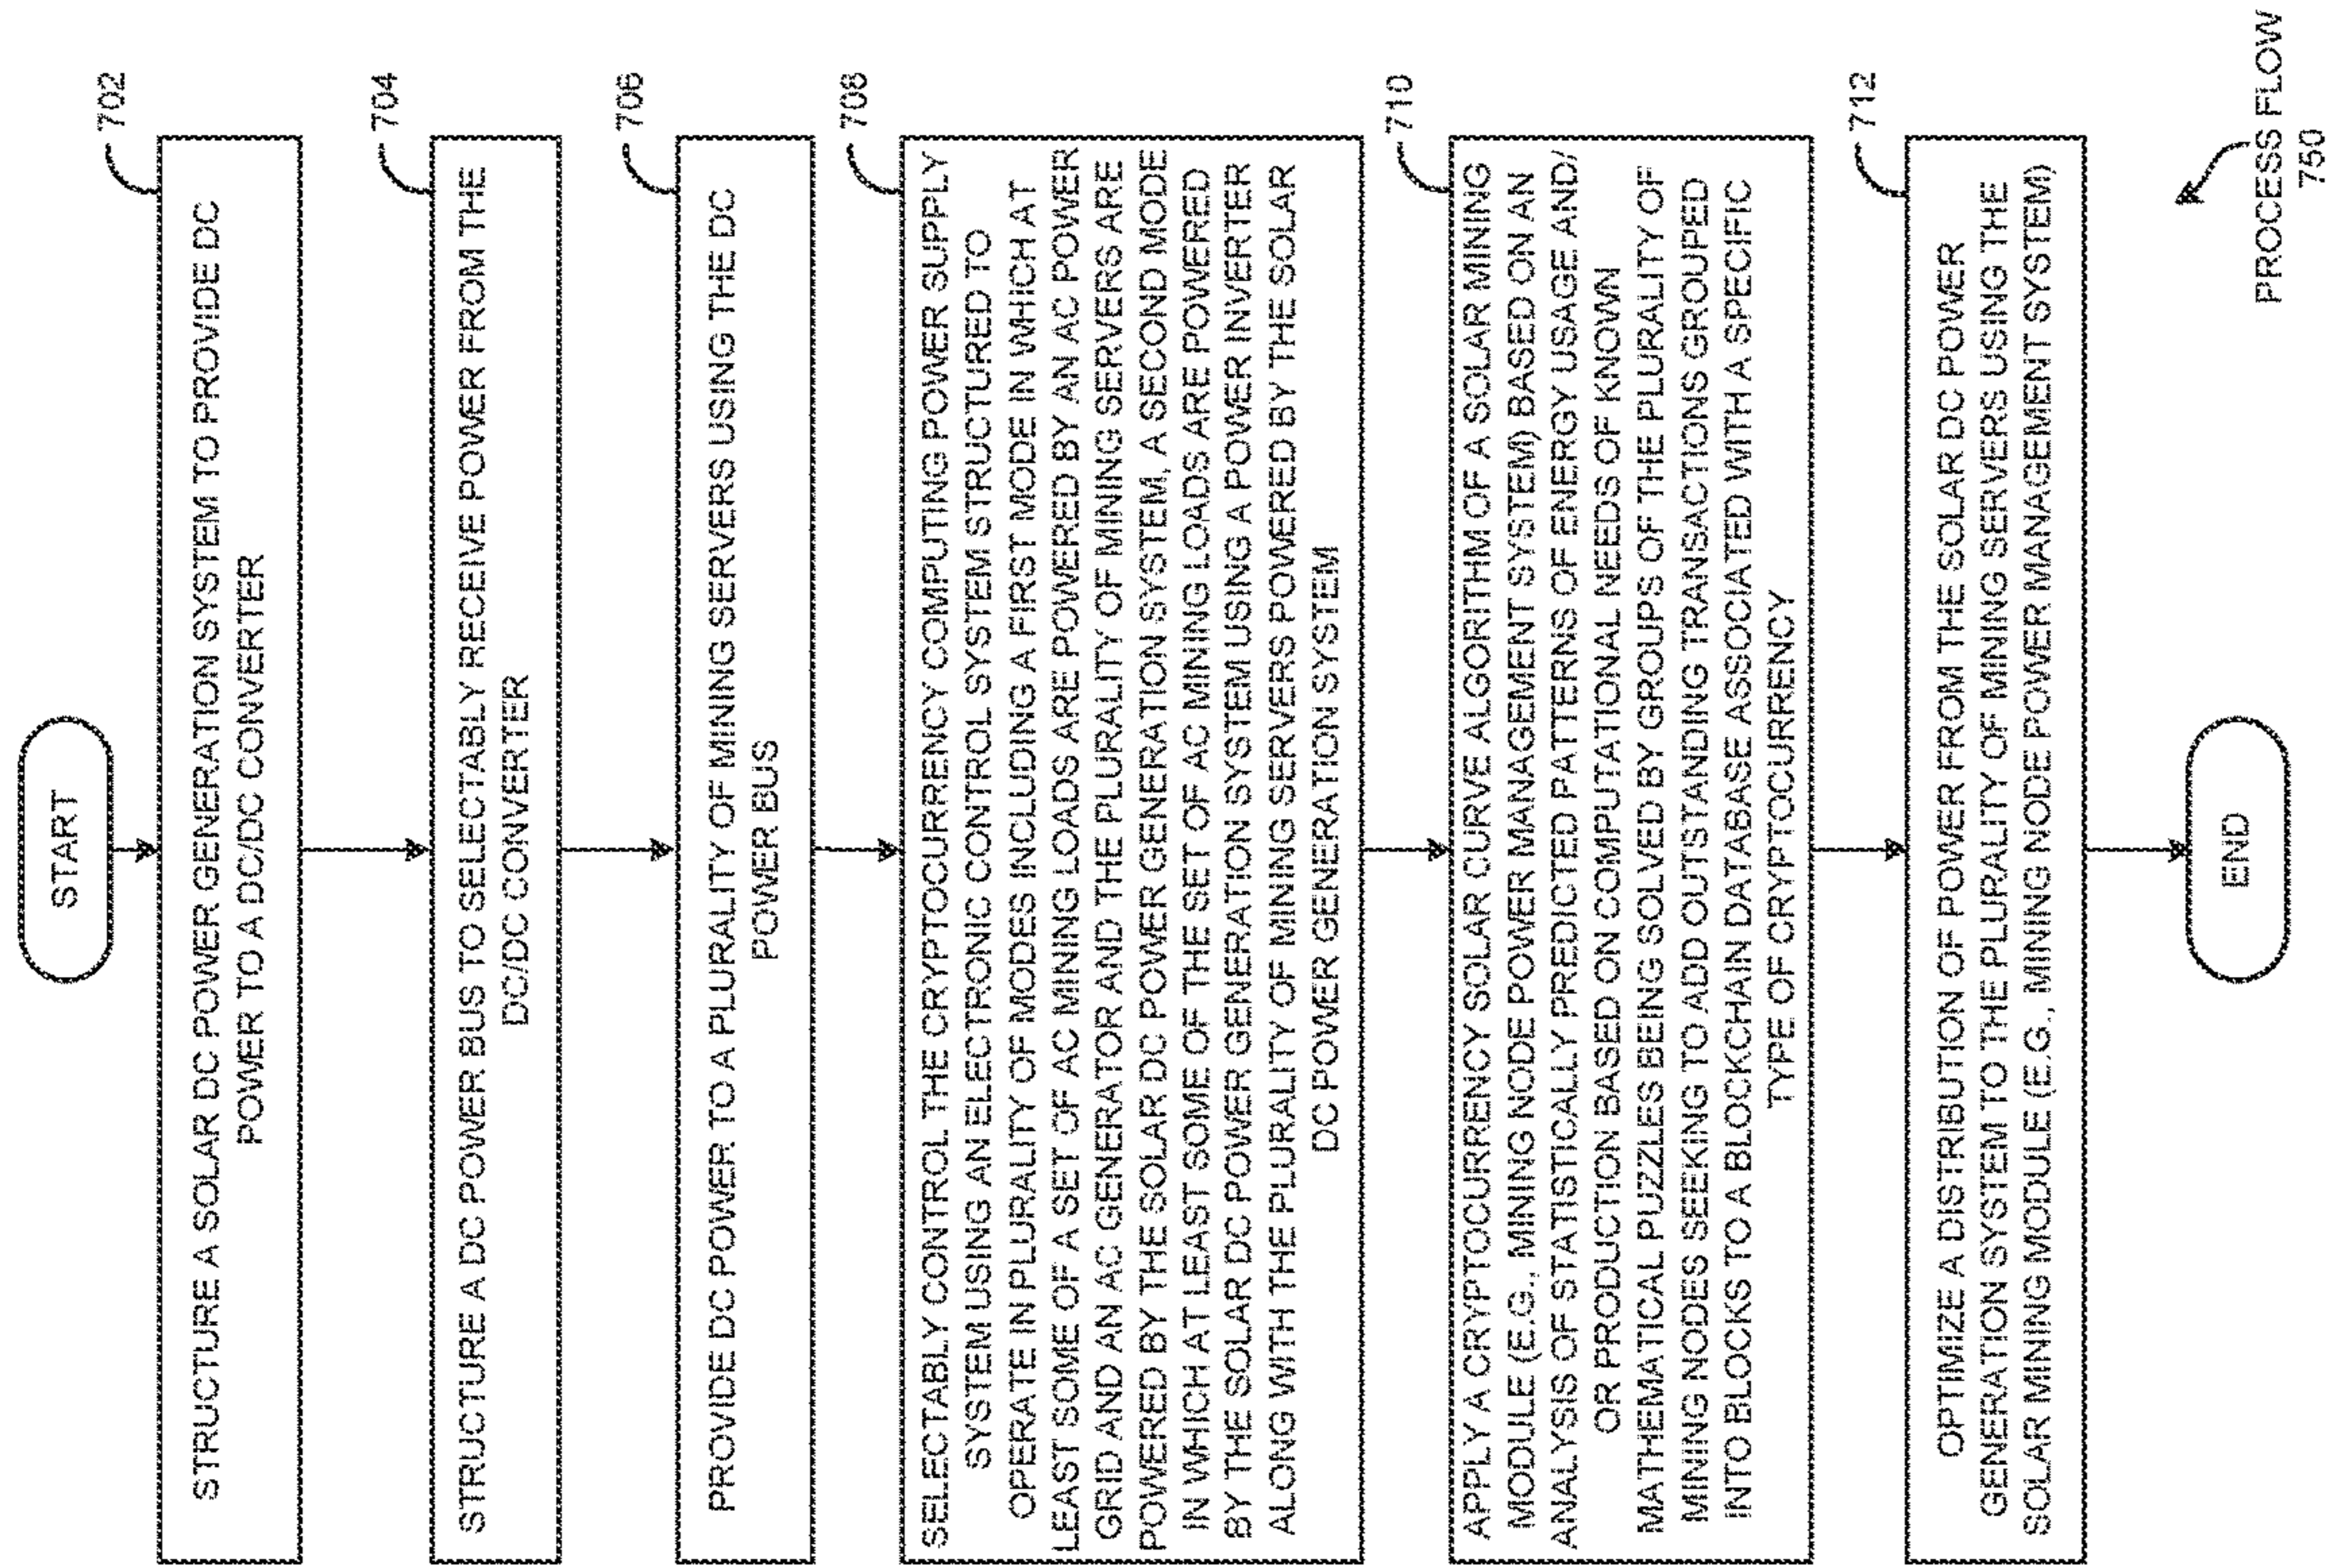 START
702
STRUCTURE A SOLAR DC POWER GENERATION SYSTEM TO PROVIDE DC
POWER TO A DC/DC CONVERTER
704
STRUCTURE A DC POWER BUS TO SELECTABLY RECEIVE POWER FROM THE
DC/DC CONVERTER
706
PROVIDE DC POWER TO A PLURALITY OF MINING SERVERS USING THE DC
POWER BUS
708
SELECTABLY CONTROL THE CRYPTOCURRENCY COMPUTING POWER SUPPLY
SYSTEM USING AN ELECTRONIC CONTROL SYSTEM STRUCTURED TO
OPERATE IN PLURALITY OF MODES INCLUDING A FIRST MODE IN WHICH AT
LEAST SOME OF A SET OF AC MINING LOADS ARE POWERED BY AN AC POWER
GRID AND AN AC GENERATOR AND THE PLURALITY OF MINING SERVERS ARE
POWERED BY THE SOLAR DC POWER GENERATION SYSTEM, A SECOND MODE
IN WHICH AT LEAST SOME OF THE SET OF AC MINING LOADS ARE POWERED
BY THE SOLAR DC POWER GENERATION SYSTEM USING A POWER INVERTER
ALONG WITH THE PLURALITY OF MINING SERVERS POWERED BY THE SOLAR
DC POWER GENERATION SYSTEM
710
APPLY A CRYPTOCURRENCY SOLAR CURVE ALGORITHM OF A SOLAR MINING
MODULE (E.G., MINING NODE POWER MANAGEMENT SYSTEM) BASED ON AN
ANALYSIS OF STATISTICALLY PREDICTED PATTERNS OF ENERGY USAGE AND/
OR PRODUCTION BASED ON COMPUTATIONAL NEEDS OF KNOWN
MATHEMATICAL PUZZLES BEING SOLVED BY GROUPS OF THE PLURALITY OF
MINING NODES SEEKING TO ADD OUTSTANDING TRANSACTIONS GROUPED
INTO BLOCKS TO A BLOCKCHAIN DATABASE ASSOCIATED WITH A SPECIFIC
TYPE OF CRYPTOCURRENCY
712
OPTIMIZE A DISTRIBUTION OF POWER FROM THE SOLAR DC POWER
GENERATION SYSTEM TO THE PLURALITY OF MINING SERVERS USING THE
SOLAR MINING MODULE (E.G., MINING NODE POWER MANAGEMENT SYSTEM)
END
PROCESS FLOW
750